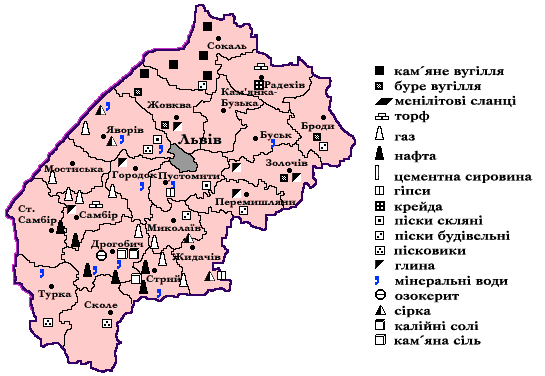 Сокаль
Радехів
Кам'янка-
Бузька
Жовква
Броди
Яворів
Львів
Буськ
Золочів
Мостиська
Городок
Пустомити
Перемишляни
Ст.
Самбір
Самбір
Миколаїв
Дрогобич
Жидачів
Стрий
Турка
Сколе
кам´яне вугілля
буре вугілля
менілітові сланці
торф
газ
нафта
цементна сировина
гіпси
крейда
піски скляні
піски будівельні
пісковики
глина
мінєральні води
озокерит
сірка
калійні солі
кам´яна сіль